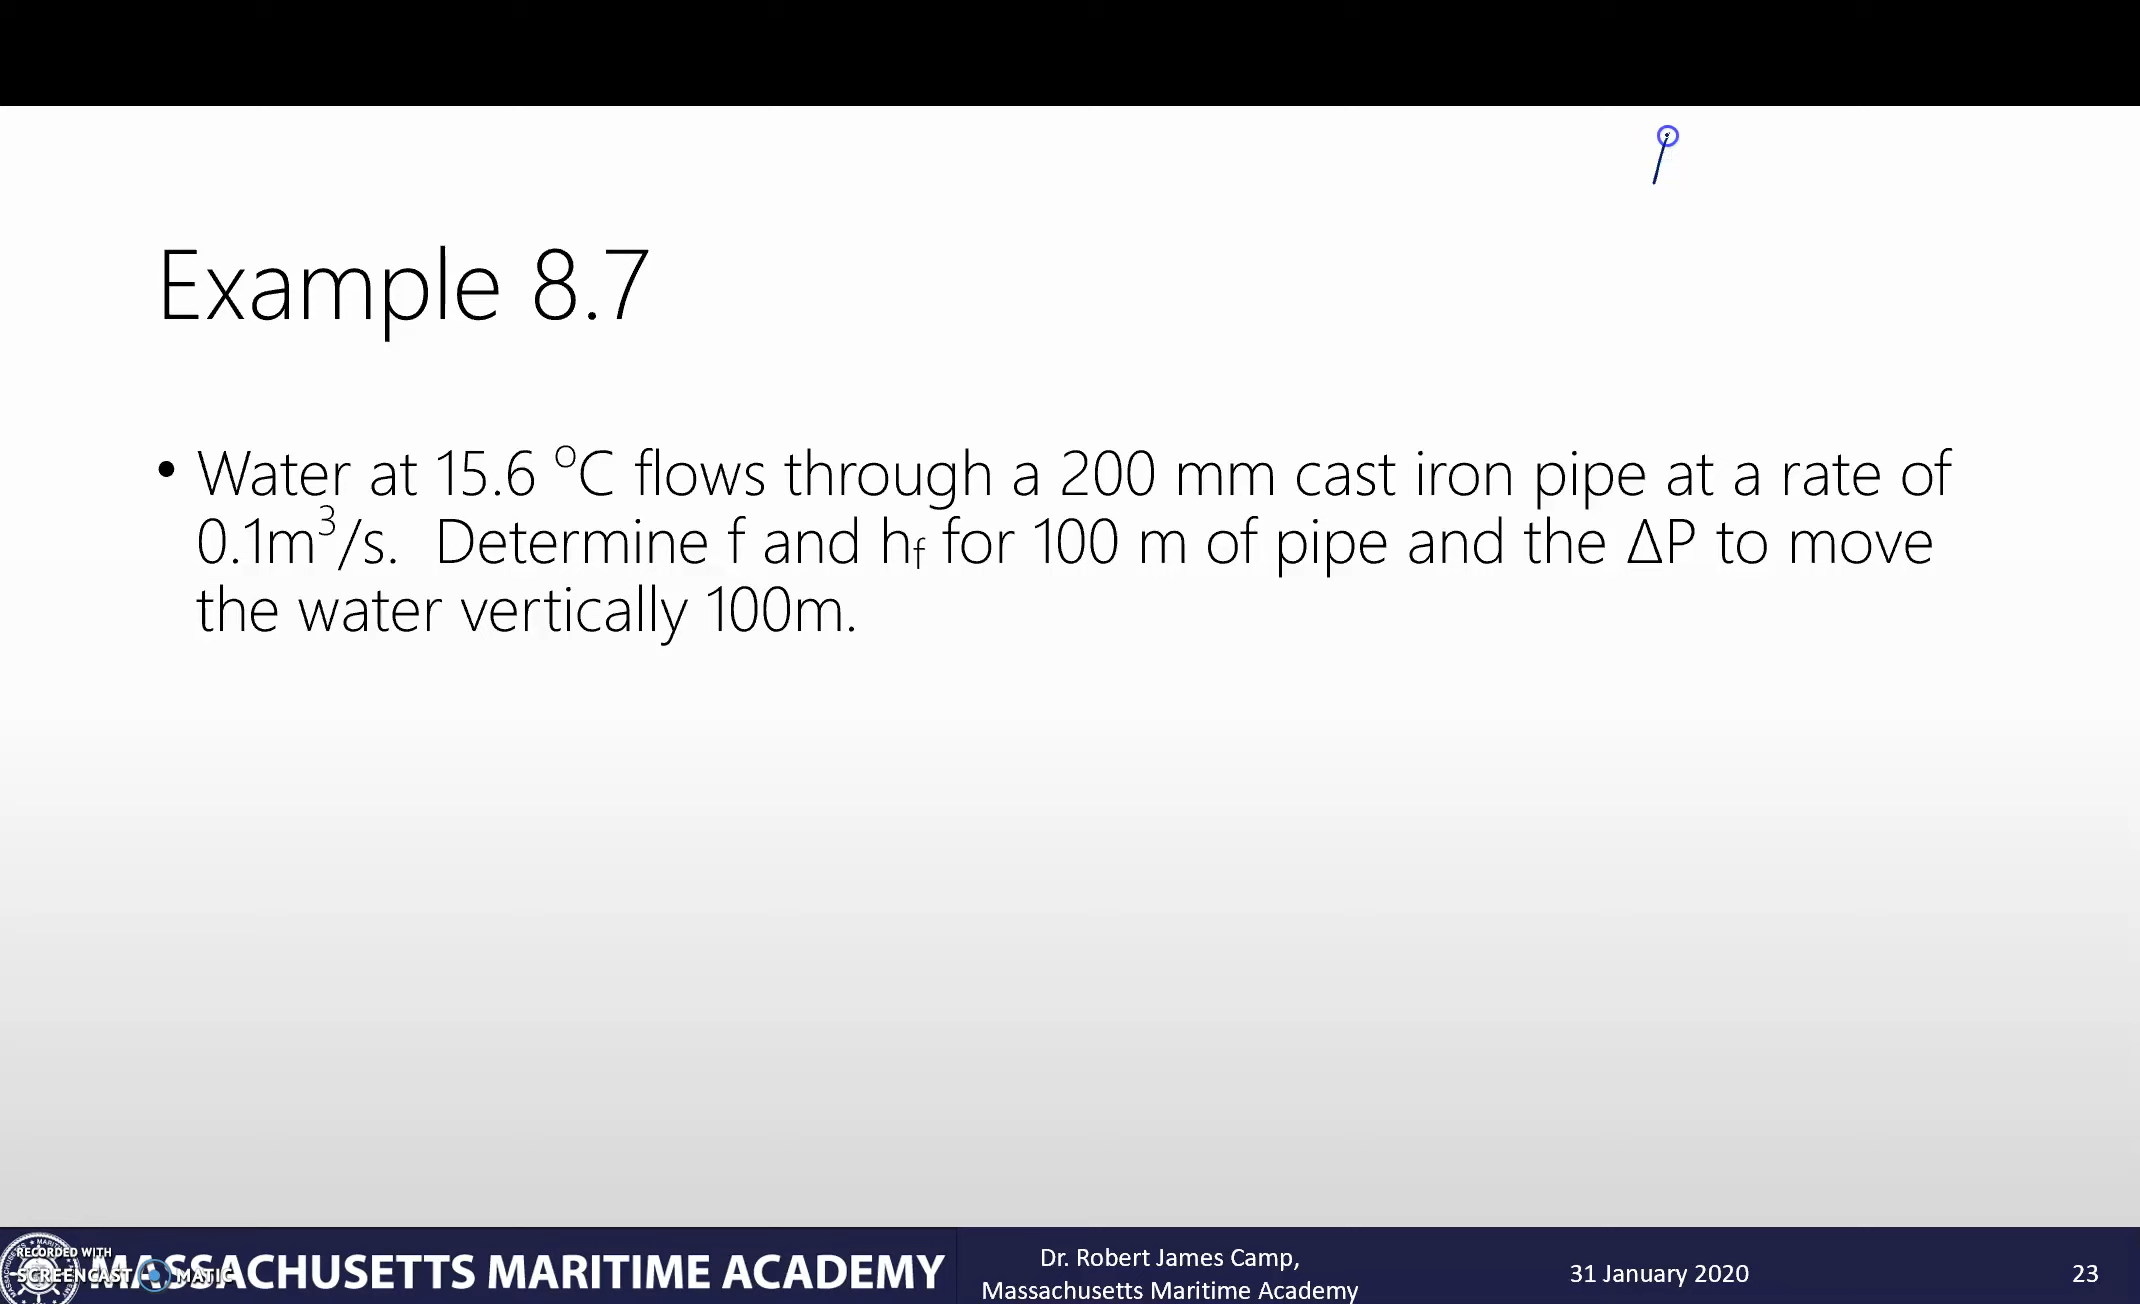 Example 8.7
• Water at 15.6 ⁰C flows through a 200 mm cast iron pipe at a rate of
0.1m³/s.  Determine f and hf for 100 m of pipe and the ΔP to move
the water vertically 100m.
RECORDED WITH
SCREENCAST MATIC
MASSACHUSETTS MARITIME ACADEMY
Dr. Robert James Camp,
Massachusetts Maritime Academy
31 January 2020
23